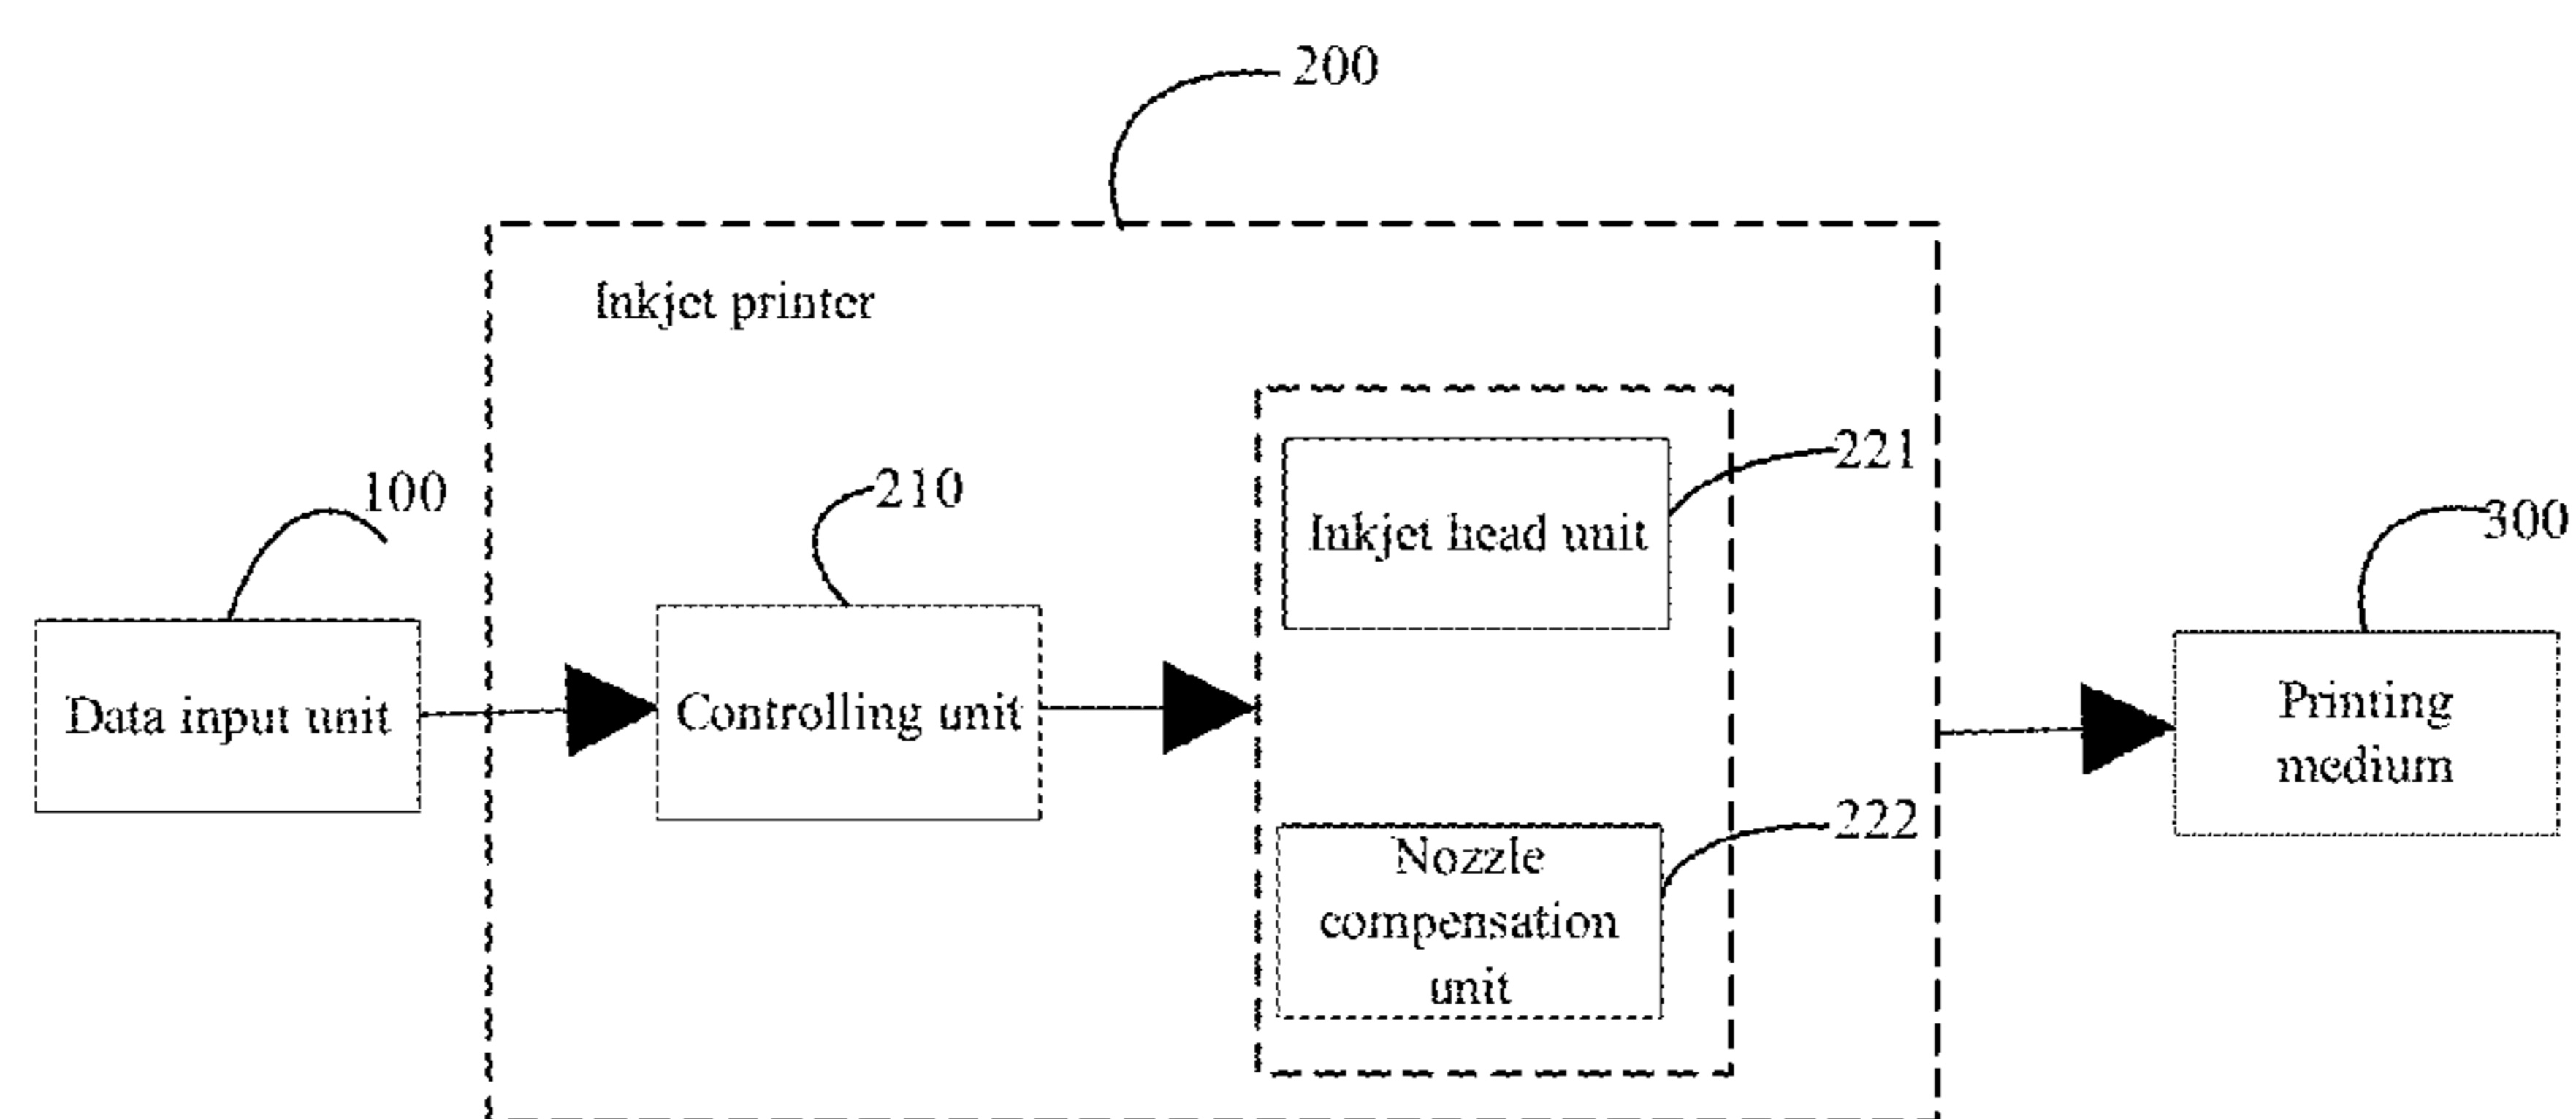 200
Inkjet printer
100
210
221
300
Inkjet head unit
Data input unit
Controlling unit
Printing
medium
222
Nozzle
compensation
unit